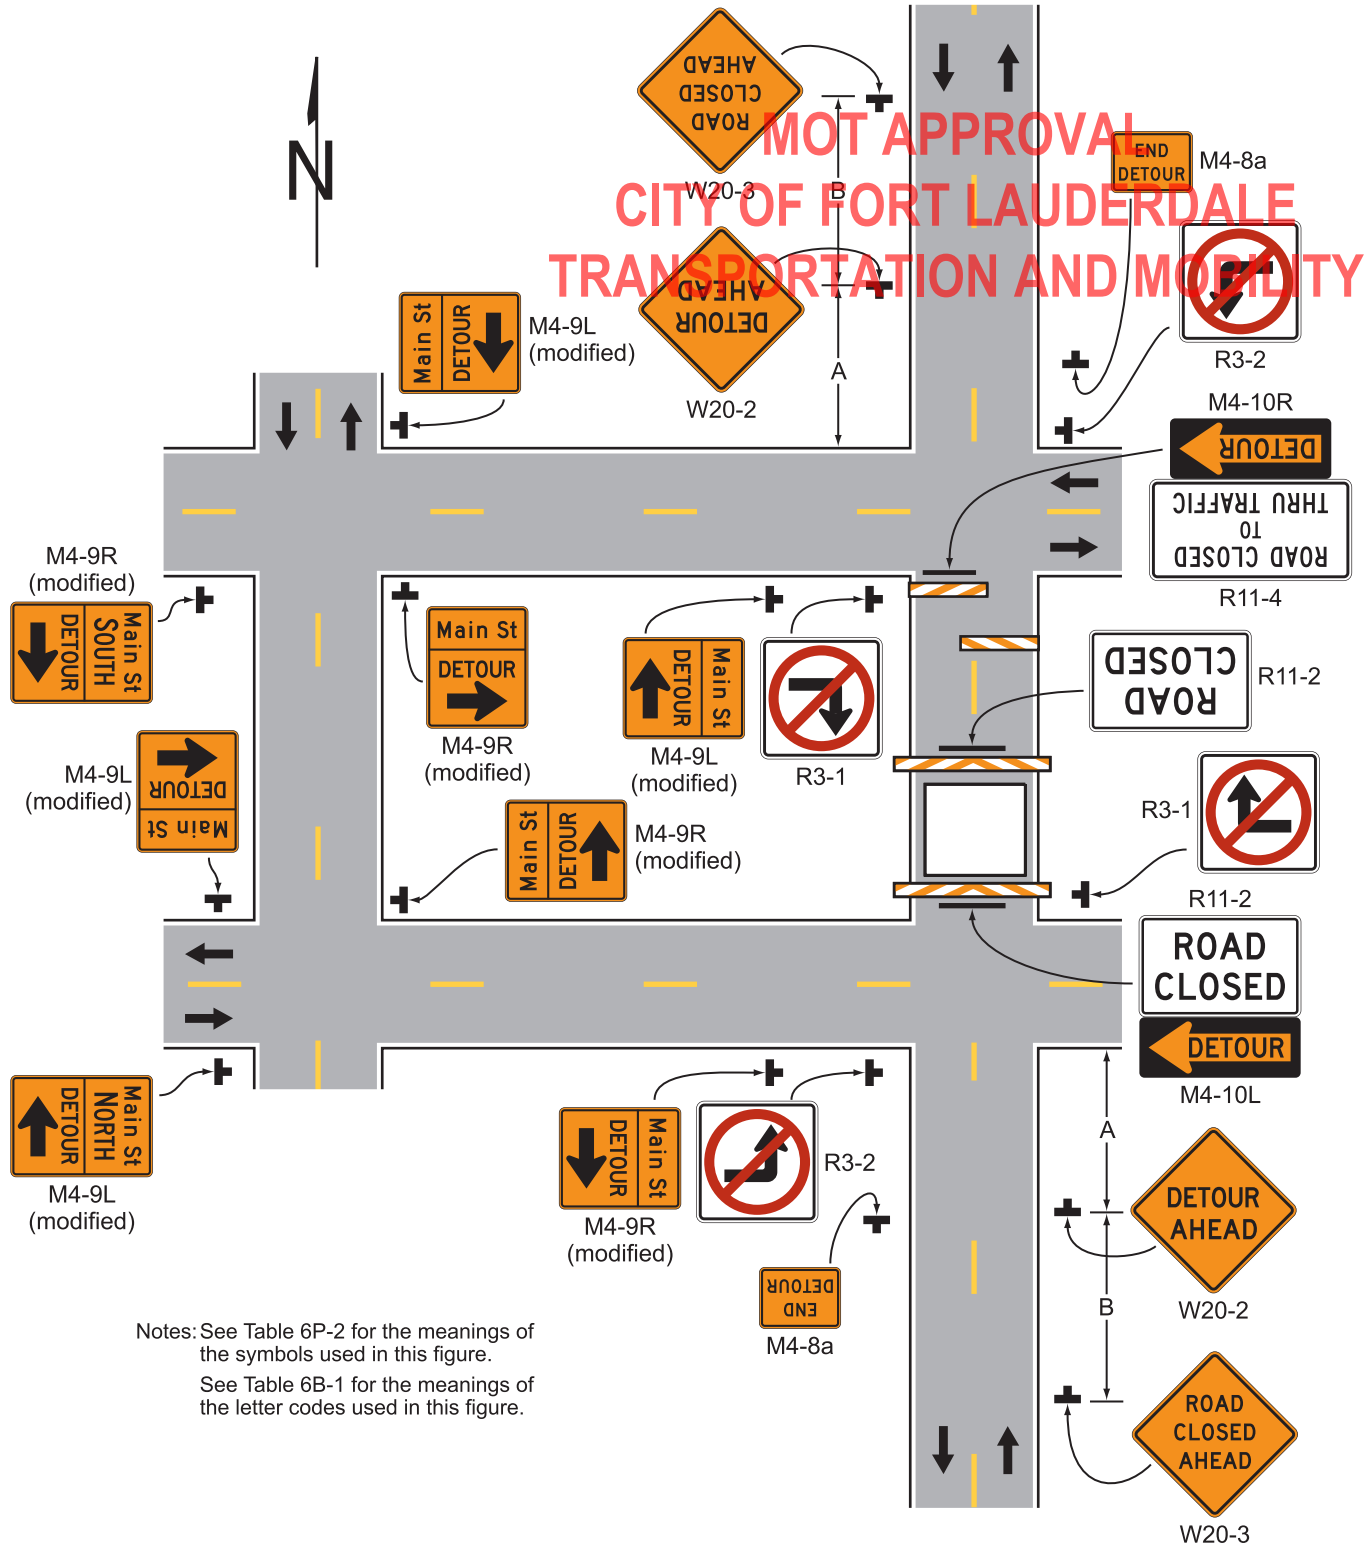 ROAD
CLOSED
AHEAD
W20-3
MOT APPROVAL
CITY OF FORT LAUDERDALE
TRANSPORTATION AND MOBILITY
B
END
DETOUR
M4-8a
N
DETOUR
AHEAD
W20-2
A
R3-2
Main St
DETOUR
M4-9L
(modified)
M4-10R
DETOUR
ROAD CLOSED
TO
THRU TRAFFIC
R11-4
M4-9R
(modified)
Main St
SOUTH
DETOUR
Main St
DETOUR
M4-9R
(modified)
Main St
DETOUR
M4-9L
(modified)
R3-1
ROAD
CLOSED
R11-2
M4-9L
(modified)
Main St
DETOUR
Main St
DETOUR
M4-9R
(modified)
R3-1
R11-2
ROAD
CLOSED
DETOUR
M4-10L
Main St
NORTH
DETOUR
M4-9L
(modified)
Main St
DETOUR
M4-9R
(modified)
R3-2
A
DETOUR
AHEAD
W20-2
END
DETOUR
M4-8a
B
ROAD
CLOSED
AHEAD
W20-3
Notes: See Table 6P-2 for the meanings of
the symbols used in this figure.
See Table 6B-1 for the meanings of
the letter codes used in this figure.